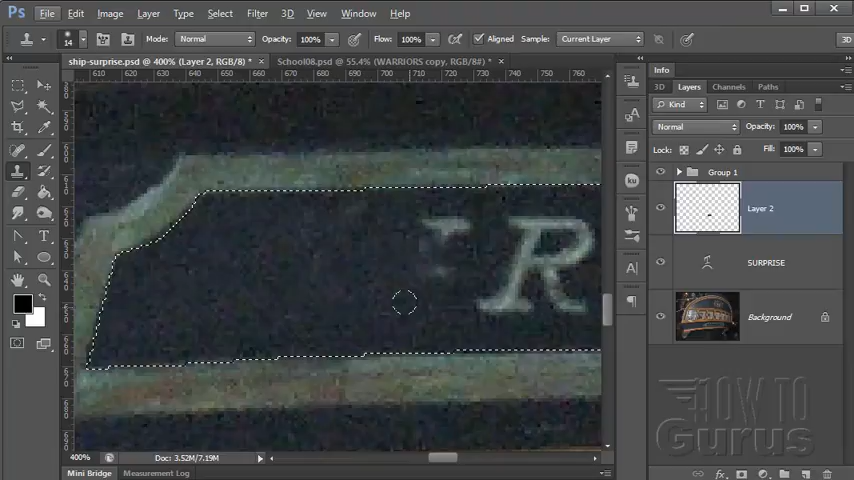 Ps File Edit Image Layer Type Select Filter 3D View Window Help
14 Mode: Normal Opacity: 100% Flow: 100% Aligned Sample: Current Layer 3D
ship-surprise.psd @ 400% (Layer 2, RGB/8) * × School08.psd @ 55.4% (WARRIORS copy, RGB/8#) * ×
610 620 630 640 650 660 670 680 690 700 710 720 730 740 750 760
Info
3D Layers Channels Paths
Kind
Normal Opacity: 100%
Lock: Fill: 100%
Group 1
Layer 2
SURPRISE
Background
R
HOW TO
Gurus
400% Doc: 3.52M/7.19M
Mini Bridge Measurement Log